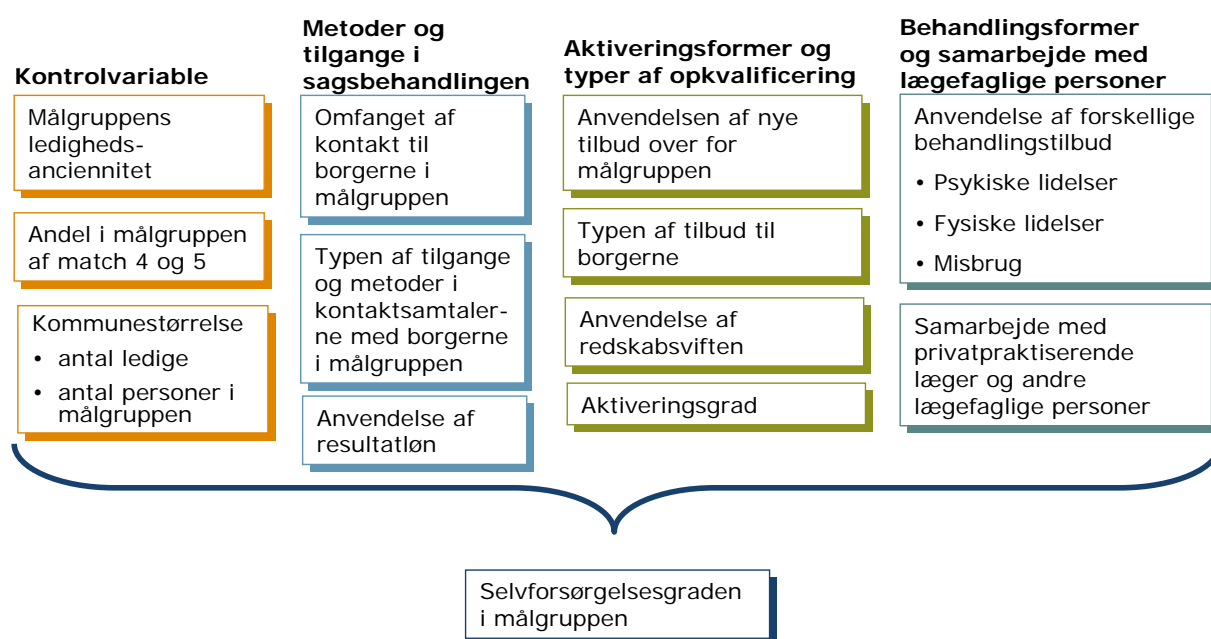 Kontrolvariable
Målgruppens
ledigheds-
anciennitet
Andel i målgruppen
af match 4 og 5
Kommunestørrelse
• antal ledige
• antal personer i
målgruppen
Metoder og
tilgange i
sagsbehandlingen
Omfanget af
kontakt til
borgerne i
målgruppen
Typen af tilgange
og metoder i
kontaktsamtaler-
ne med borgerne
i målgruppen
Anvendelse af
resultatløn
Aktiveringsformer og
typer af opkvalificering
Anvendelsen af nye
tilbud over for
målgruppen
Typen af tilbud til
borgerne
Anvendelse af
redskabsviften
Aktiveringsgrad
Behandlingsformer
og samarbejde med
lægefaglige personer
Anvendelse af forskellige
behandlingstilbud
• Psykiske lidelser
• Fysiske lidelser
• Misbrug
Samarbejde med
privatpraktiserende
læger og andre
lægefaglige personer
Selvforsørgelsesgraden
i målgruppen